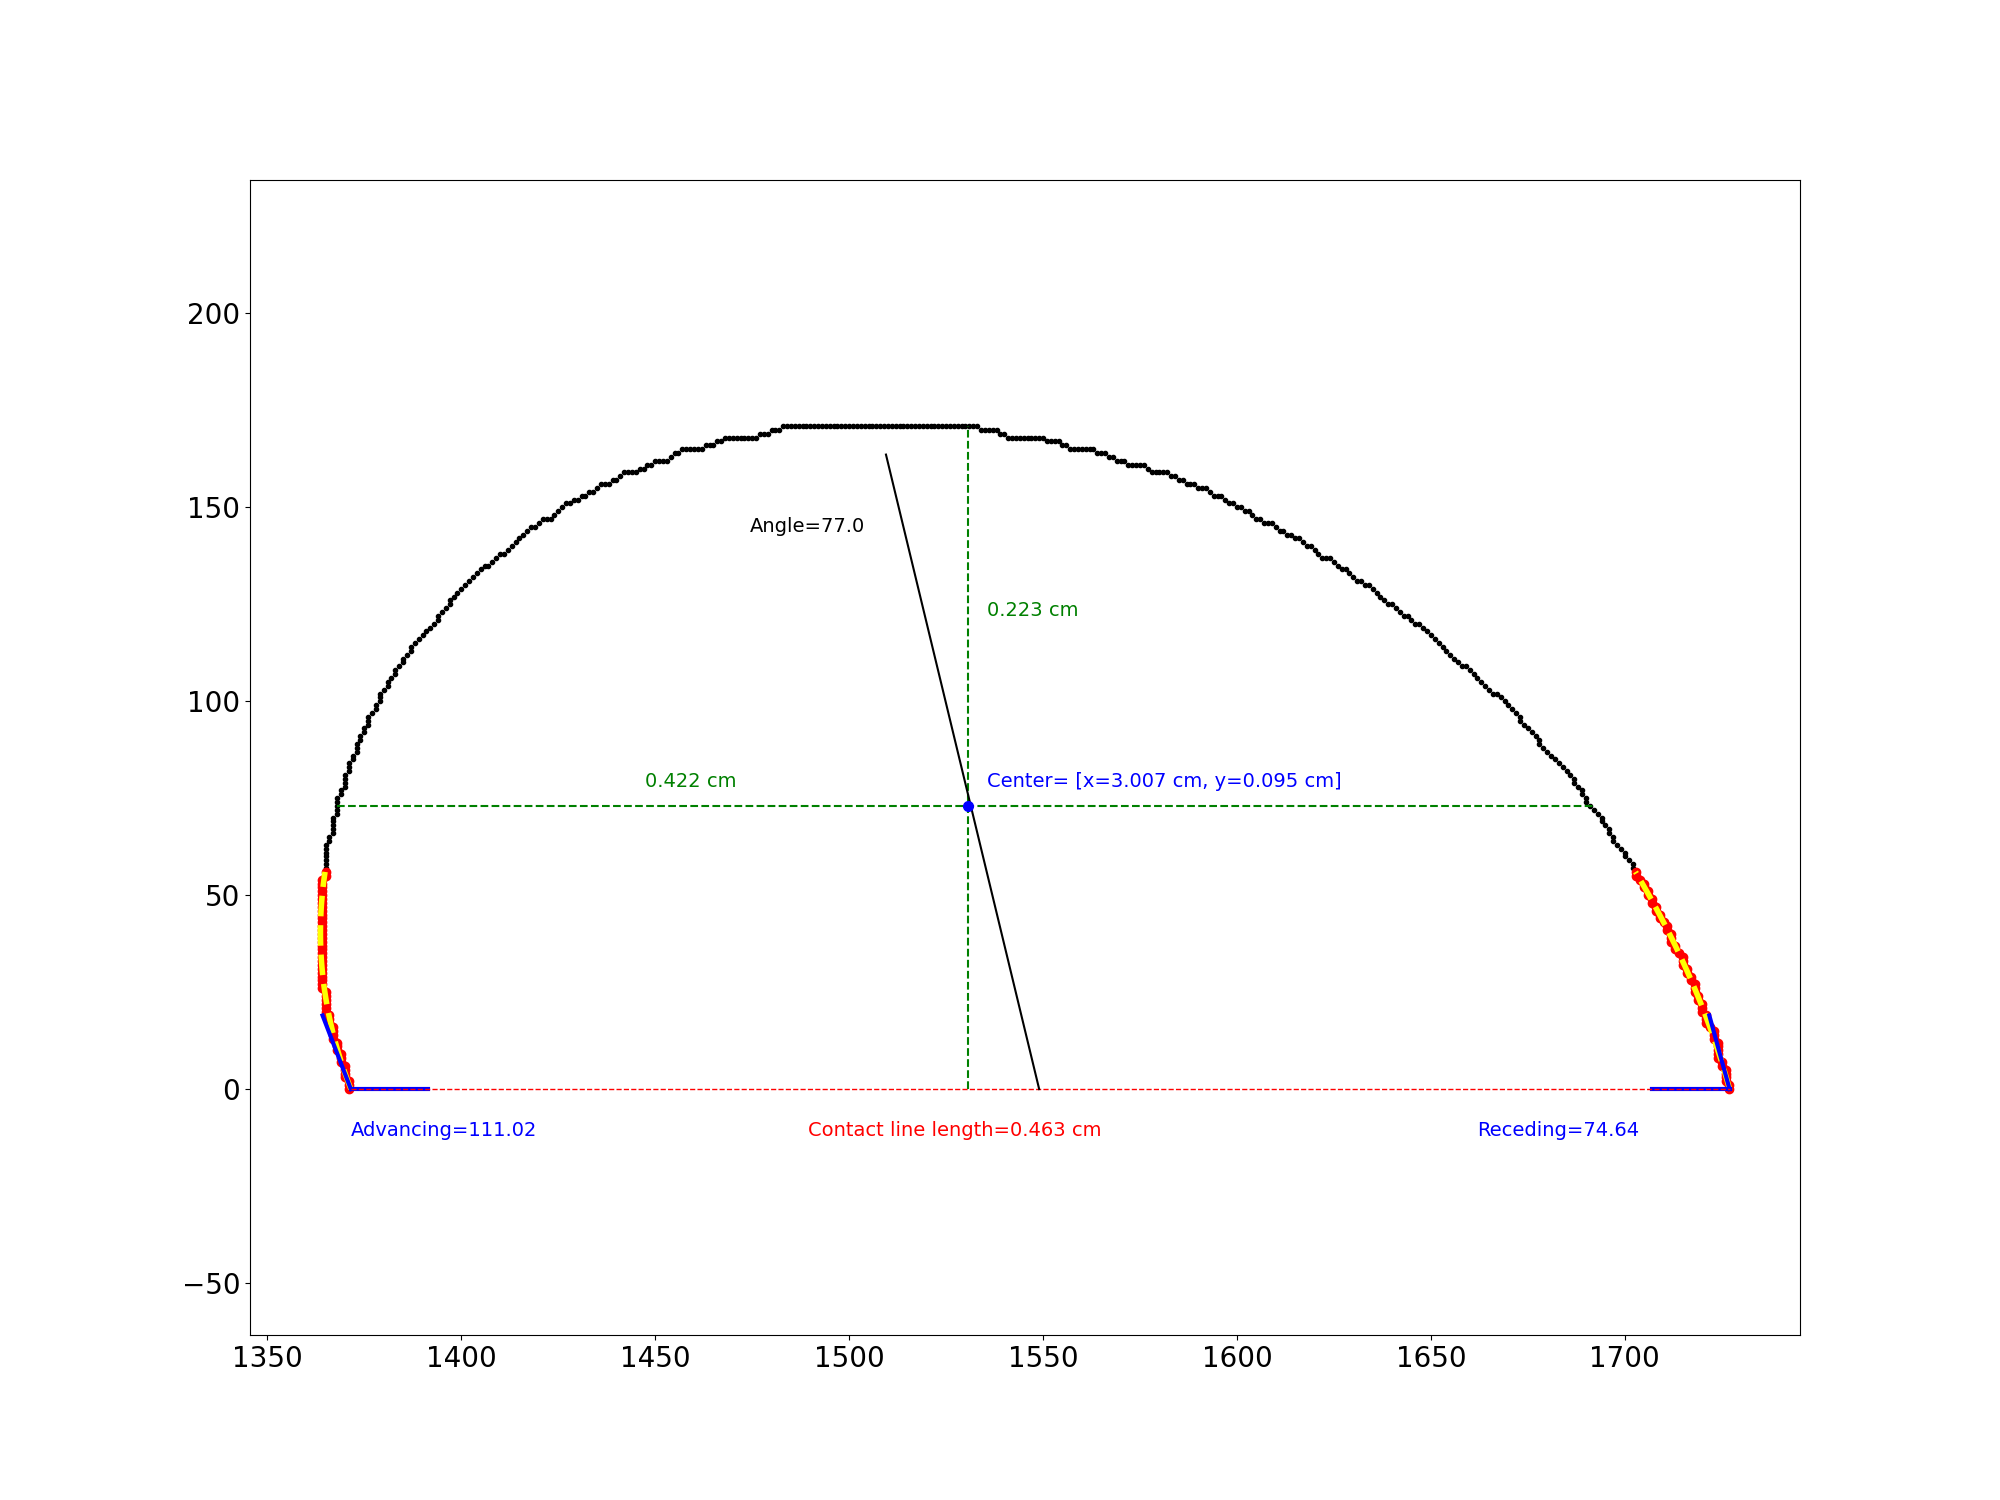 200
150
100
50
0
−50
Angle=77.0
0.223 cm
0.422 cm
Center= [x=3.007 cm, y=0.095 cm]
Advancing=111.02
Contact line length=0.463 cm
Receding=74.64
1350 1400 1450 1500 1550 1600 1650 1700